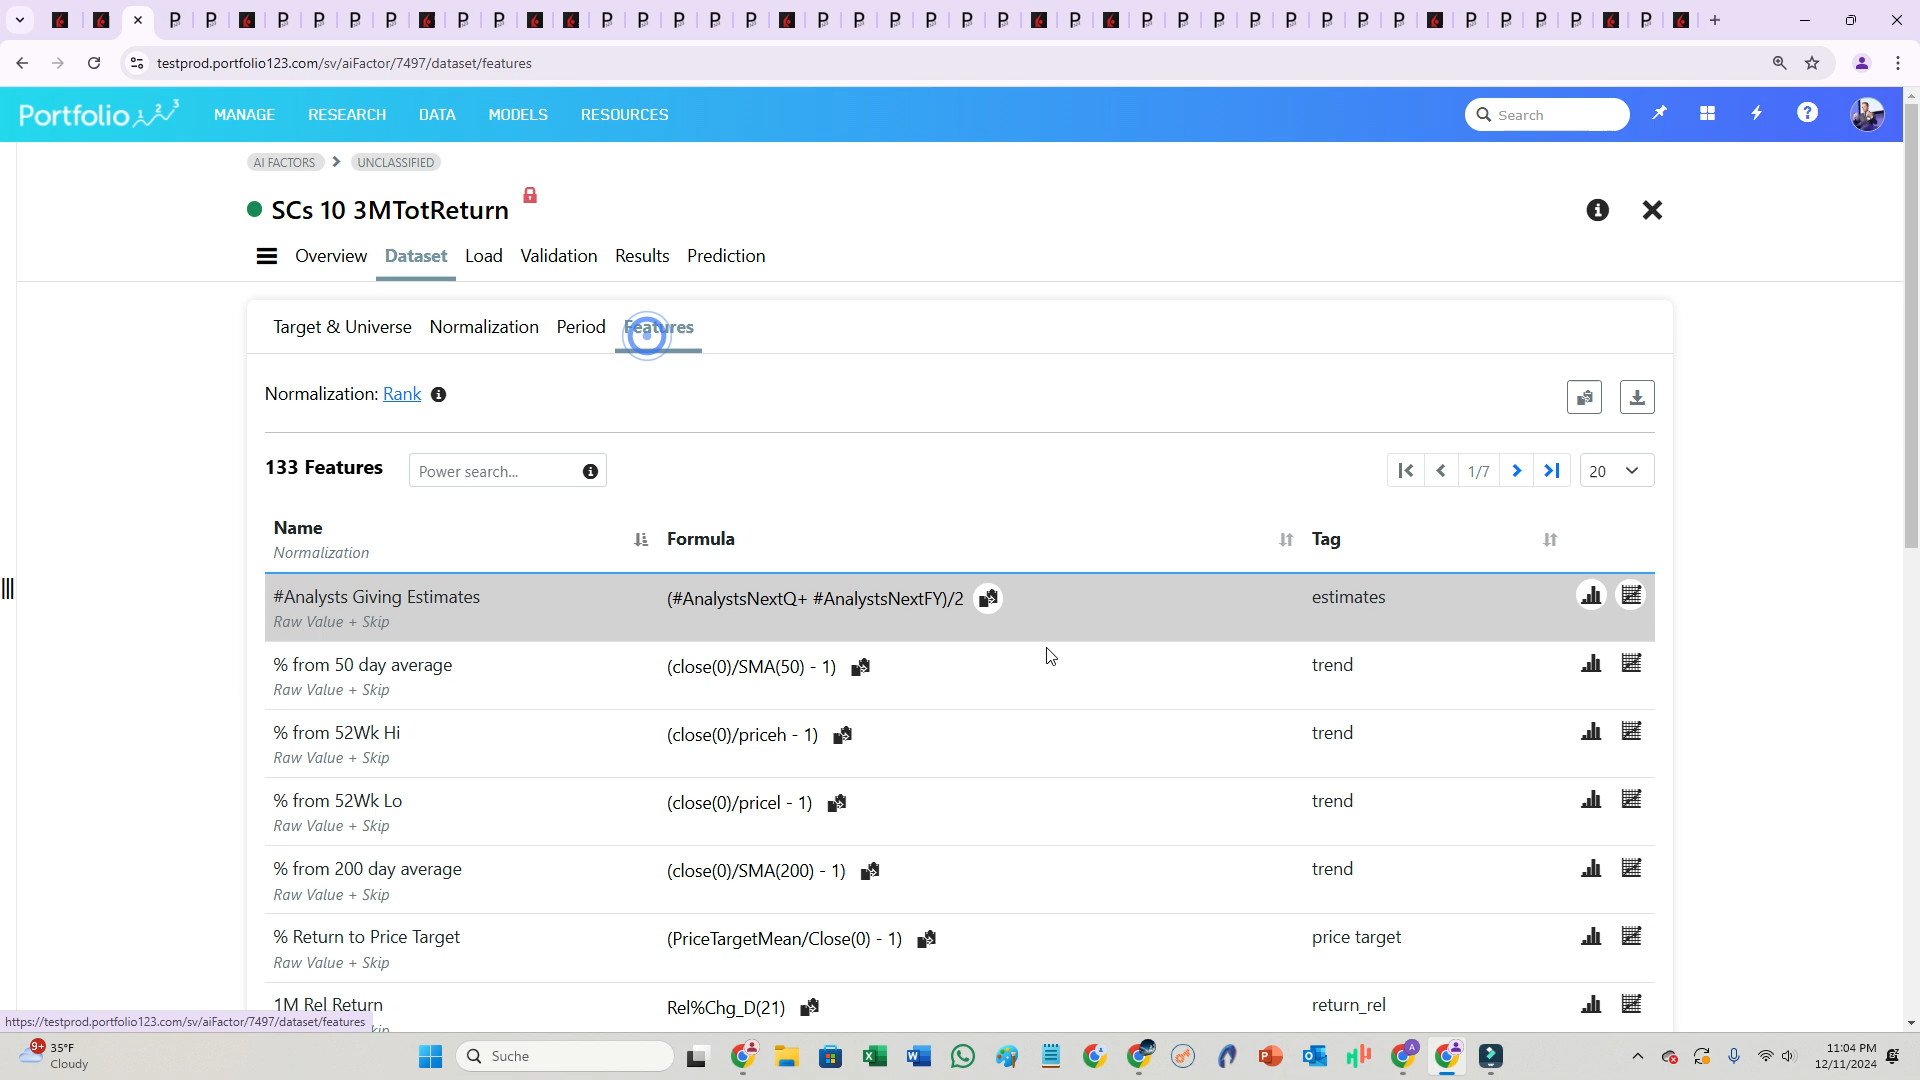 testprod.portfolio123.com/sv/aiFactor/7497/dataset/features
Portfolio123 MANAGE RESEARCH DATA MODELS RESOURCES Search
AI FACTORS UNCLASSIFIED
SCs 10 3MTotReturn
Overview Dataset Load Validation Results Prediction
Target & Universe Normalization Period Features
Normalization: Rank
133 Features Power search... 1/7 20
Name Formula Tag
Normalization
#Analysts Giving Estimates (#AnalystsNextQ+ #AnalystsNextFY)/2 estimates
Raw Value + Skip
% from 50 day average (close(0)/SMA(50) - 1) trend
Raw Value + Skip
% from 52Wk Hi (close(0)/priceh - 1) trend
Raw Value + Skip
% from 52Wk Lo (close(0)/pricel - 1) trend
Raw Value + Skip
% from 200 day average (close(0)/SMA(200) - 1) trend
Raw Value + Skip
% Return to Price Target (PriceTargetMean/Close(0) - 1) price target
Raw Value + Skip
1M Rel Return Rel%Chg_D(21) return_rel
https://testprod.portfolio123.com/sv/aiFactor/7497/dataset/features
9+ 35°F
Cloudy
Suche
11:04 PM
12/11/2024